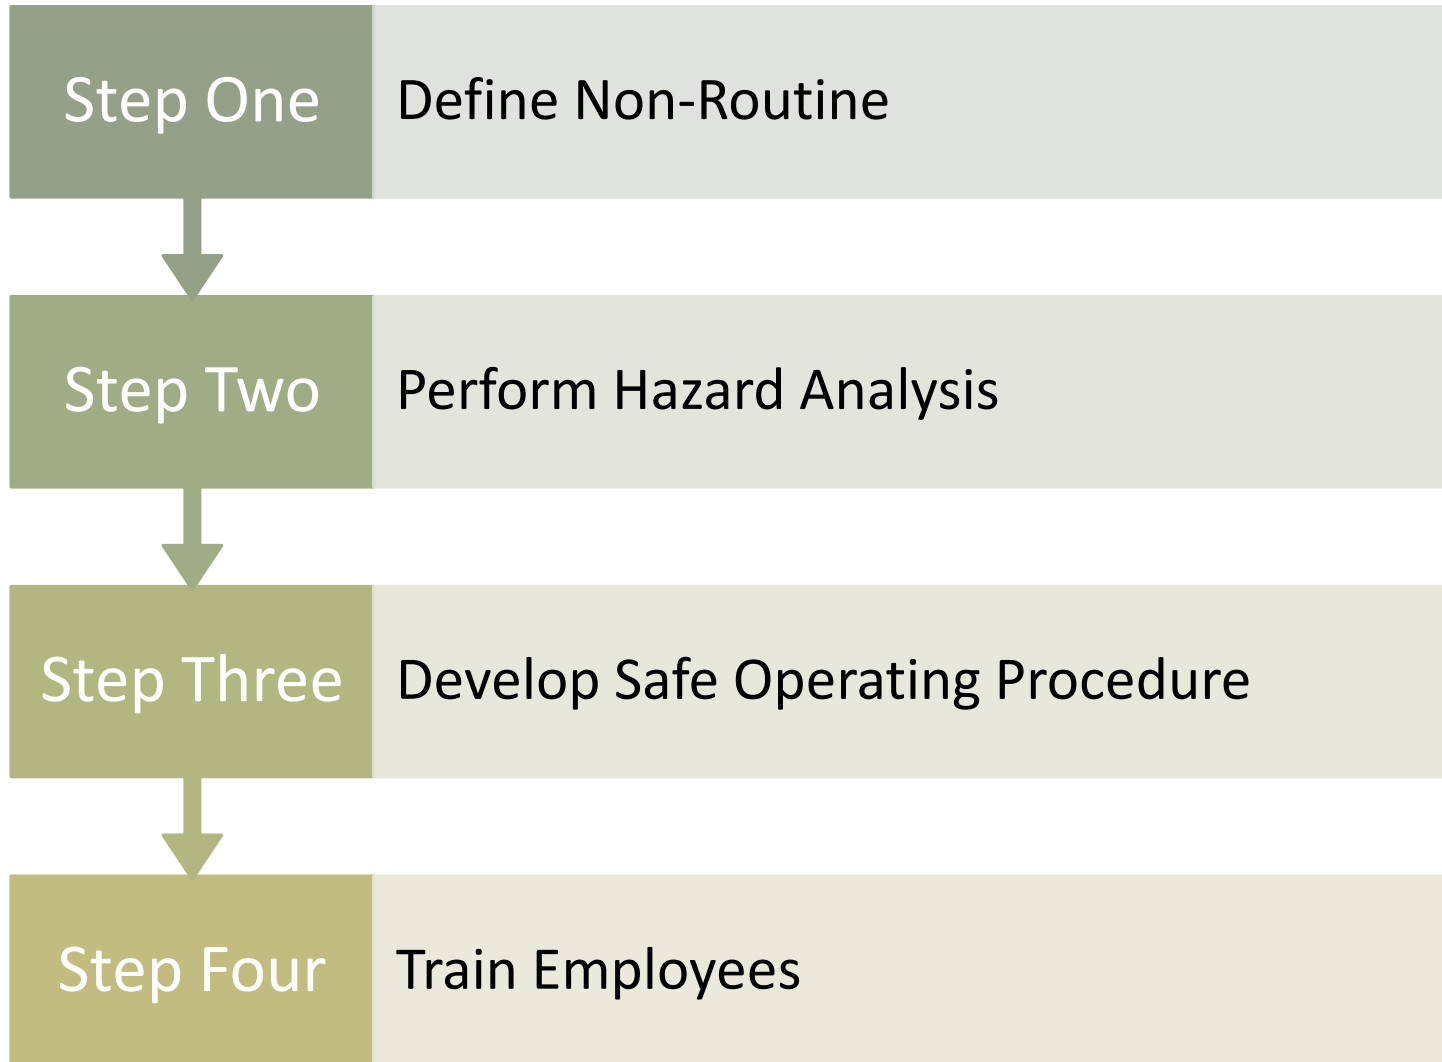 Step One
Define Non-Routine
Step Two
Perform Hazard Analysis
Step Three
Develop Safe Operating Procedure
Step Four
Train Employees